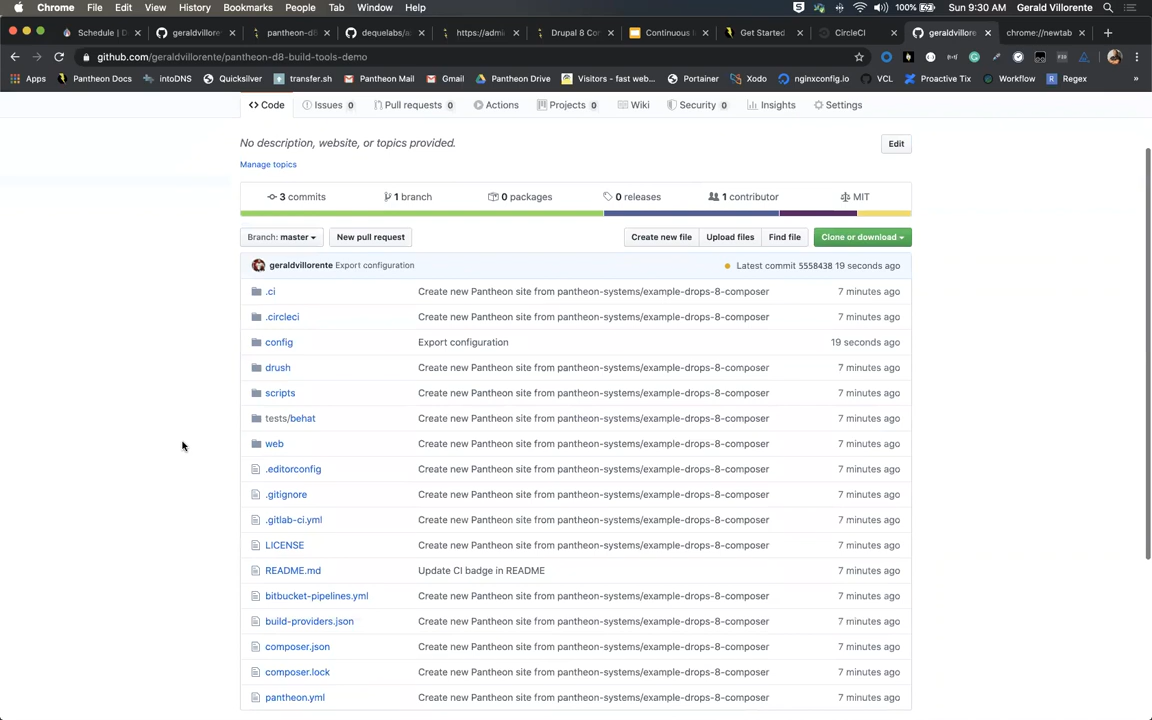 Chrome File Edit View History Bookmarks People Tab Window Help 100% Sun 9:30 AM Gerald Villorente
Schedule | D geraldvillore pantheon-d8 dequelabs/a https://admi Drupal 8 Co Continuous Get Started CircleCI geraldvillore chrome://newtab
github.com/geraldvillorente/pantheon-d8-build-tools-demo
Apps Pantheon Docs intoDNS Quicksilver transfer.sh Pantheon Mail Gmail Pantheon Drive Visitors - fast web... Portainer Xodo nginxconfig.io VCL Proactive Tix Workflow Regex »
Code Issues 0 Pull requests 0 Actions Projects 0 Wiki Security 0 Insights Settings
No description, website, or topics provided. Edit
Manage topics
3 commits 1 branch 0 packages 0 releases 1 contributor MIT
Branch: master New pull request Create new file Upload files Find file Clone or download
geraldvillorente Export configuration Latest commit 5558438 19 seconds ago
.ci Create new Pantheon site from pantheon-systems/example-drops-8-composer 7 minutes ago
.circleci Create new Pantheon site from pantheon-systems/example-drops-8-composer 7 minutes ago
config Export configuration 19 seconds ago
drush Create new Pantheon site from pantheon-systems/example-drops-8-composer 7 minutes ago
scripts Create new Pantheon site from pantheon-systems/example-drops-8-composer 7 minutes ago
tests/behat Create new Pantheon site from pantheon-systems/example-drops-8-composer 7 minutes ago
web Create new Pantheon site from pantheon-systems/example-drops-8-composer 7 minutes ago
.editorconfig Create new Pantheon site from pantheon-systems/example-drops-8-composer 7 minutes ago
.gitignore Create new Pantheon site from pantheon-systems/example-drops-8-composer 7 minutes ago
.gitlab-ci.yml Create new Pantheon site from pantheon-systems/example-drops-8-composer 7 minutes ago
LICENSE Create new Pantheon site from pantheon-systems/example-drops-8-composer 7 minutes ago
README.md Update CI badge in README 7 minutes ago
bitbucket-pipelines.yml Create new Pantheon site from pantheon-systems/example-drops-8-composer 7 minutes ago
build-providers.json Create new Pantheon site from pantheon-systems/example-drops-8-composer 7 minutes ago
composer.json Create new Pantheon site from pantheon-systems/example-drops-8-composer 7 minutes ago
composer.lock Create new Pantheon site from pantheon-systems/example-drops-8-composer 7 minutes ago
pantheon.yml Create new Pantheon site from pantheon-systems/example-drops-8-composer 7 minutes ago